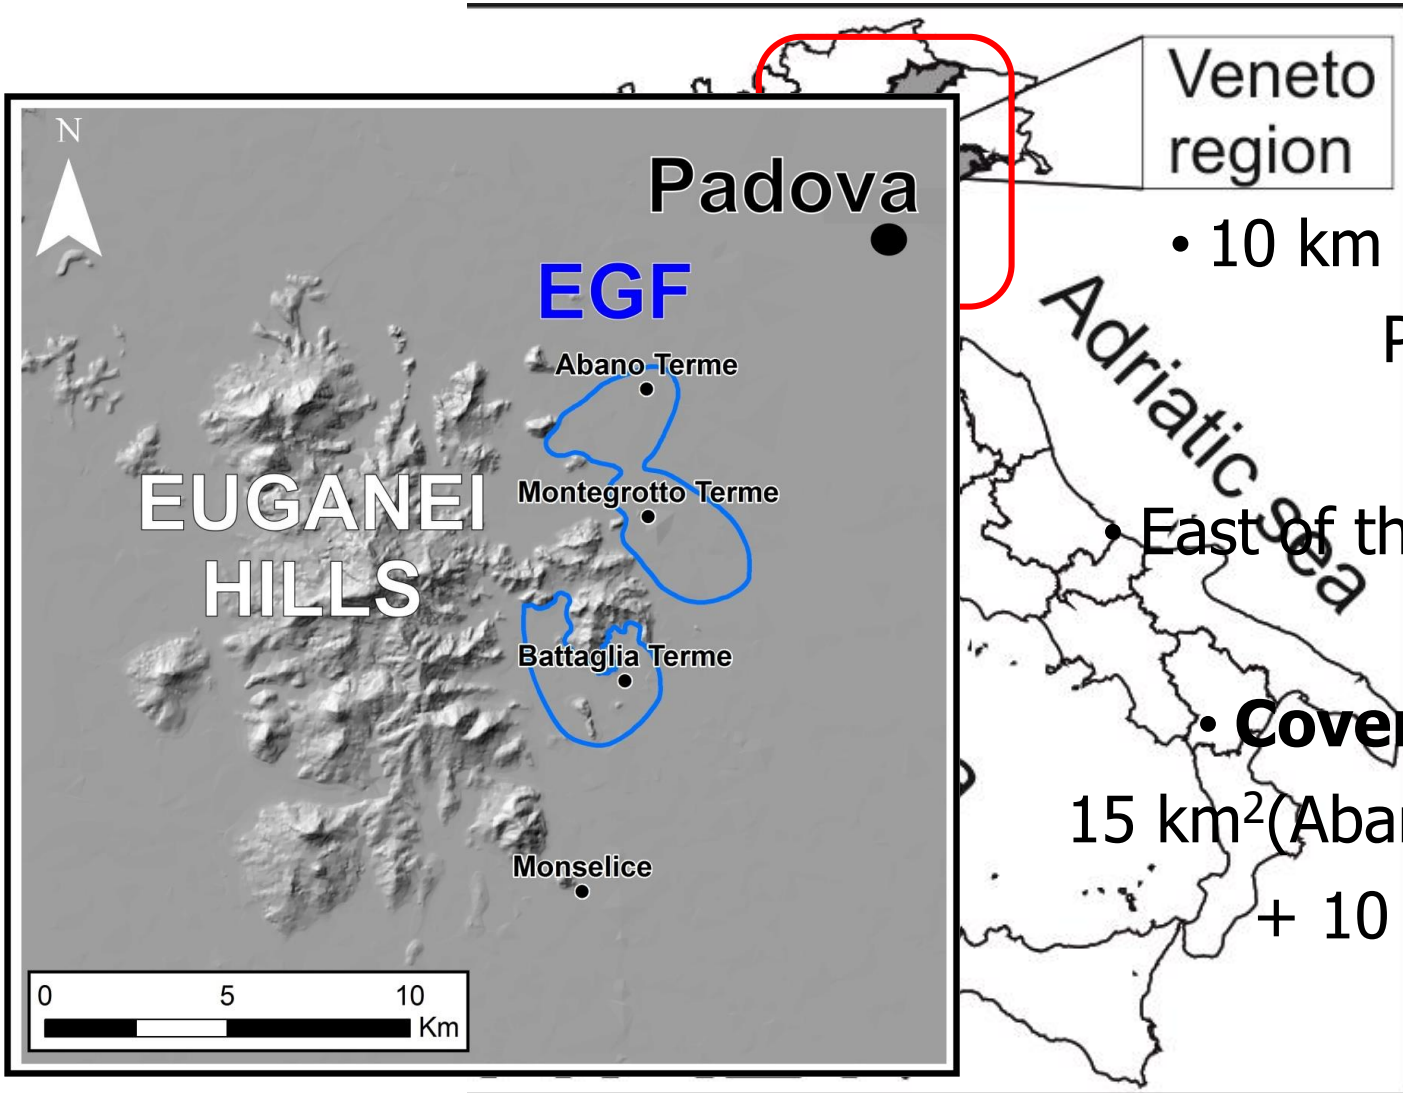 Veneto
region
N
Padova
EGF
Abano Terme
Montegrotto Terme
EUGANEI
HILLS
Battaglia Terme
Monselice
0 5 10
Km
Adriatic sea
• 10 km
P
• East of th
• Cover
15 km²(Aba
+ 10